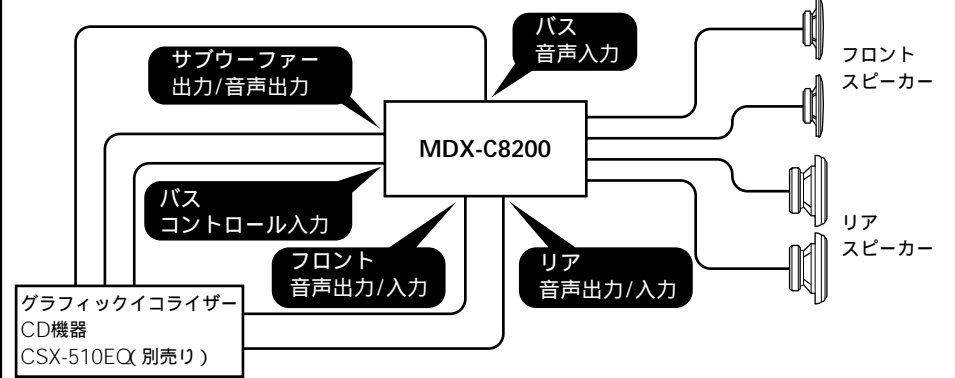 バス
音声入力
サブウーファー
出力/音声出力
フロント
スピーカー
MDX-C8200
バス
コントロール入力
リア
スピーカー
フロント
音声出力/入力
リア
音声出力/入力
グラフィックイコライザー
CD機器
CSX-510EQ(別売り)